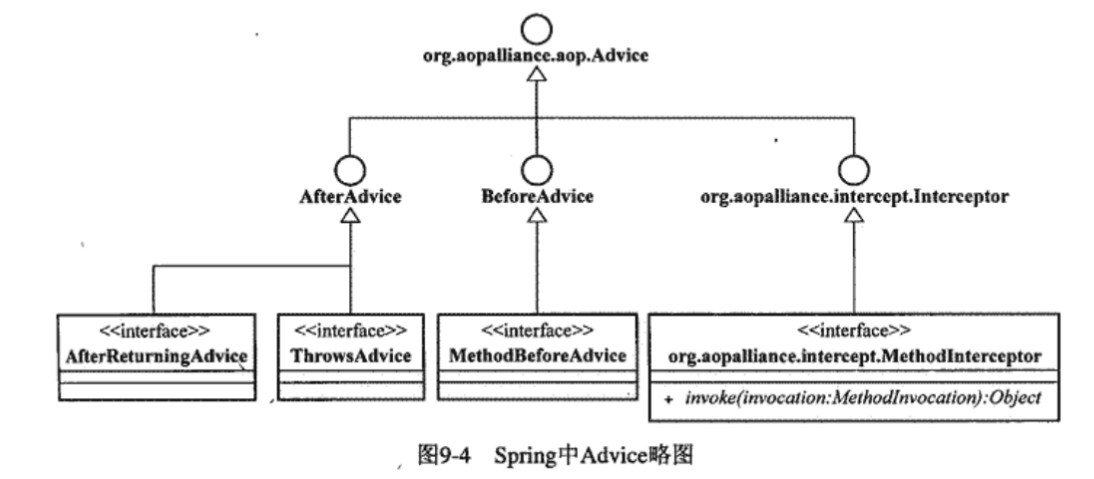 org.aopalliance.aop.Advice
AfterAdvice
BeforeAdvice
org.aopalliance.intercept.Interceptor
<<interface>>
AfterReturningAdvice
<<interface>>
ThrowsAdvice
<<interface>>
MethodBeforeAdvice
<<interface>>
org.aopalliance.intercept.MethodInterceptor
+ invoke(invocation:MethodInvocation):Object
图9-4 Spring中Advice略图